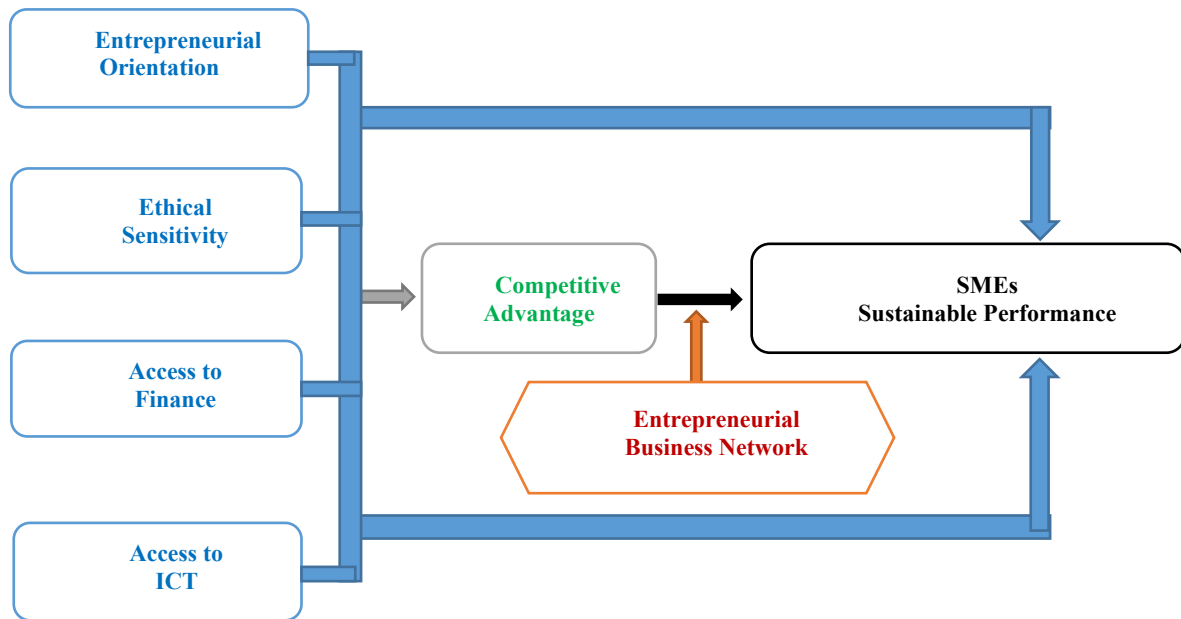 Entrepreneurial
Orientation
Ethical
Sensitivity
Competitive
Advantage
SMEs
Sustainable Performance
Access to
Finance
Entrepreneurial
Business Network
Access to
ICT